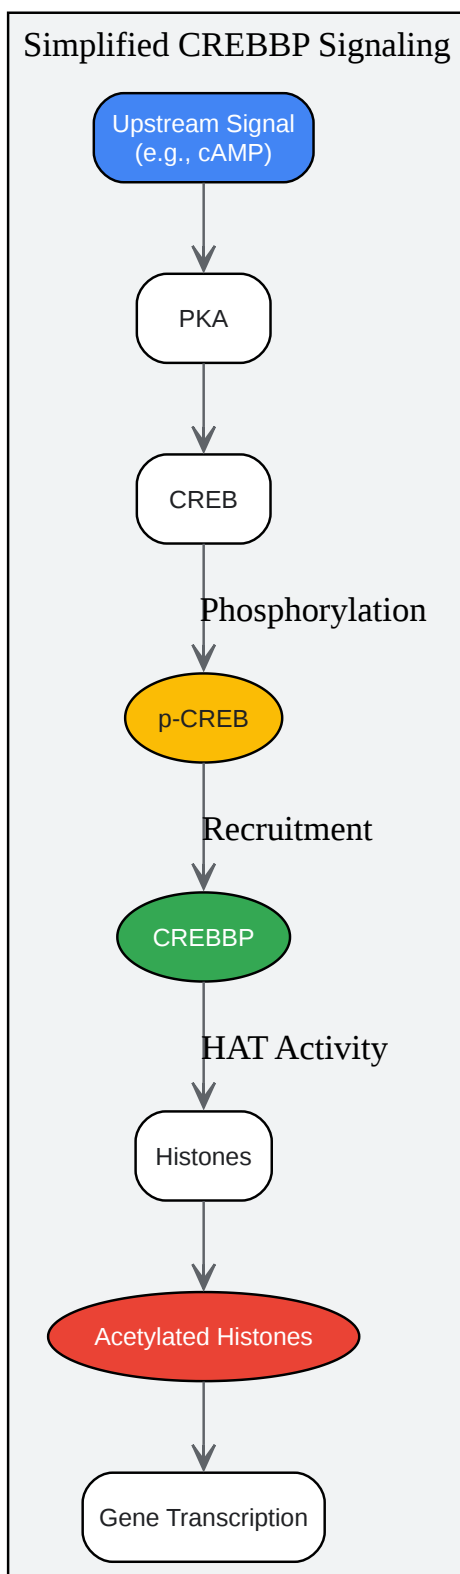 Simplified CREBBP Signaling
Upstream Signal
(e.g., cAMP)
PKA
CREB
Phosphorylation
p-CREB
Recruitment
CREBBP
HAT Activity
Histones
Acetylated Histones
Gene Transcription